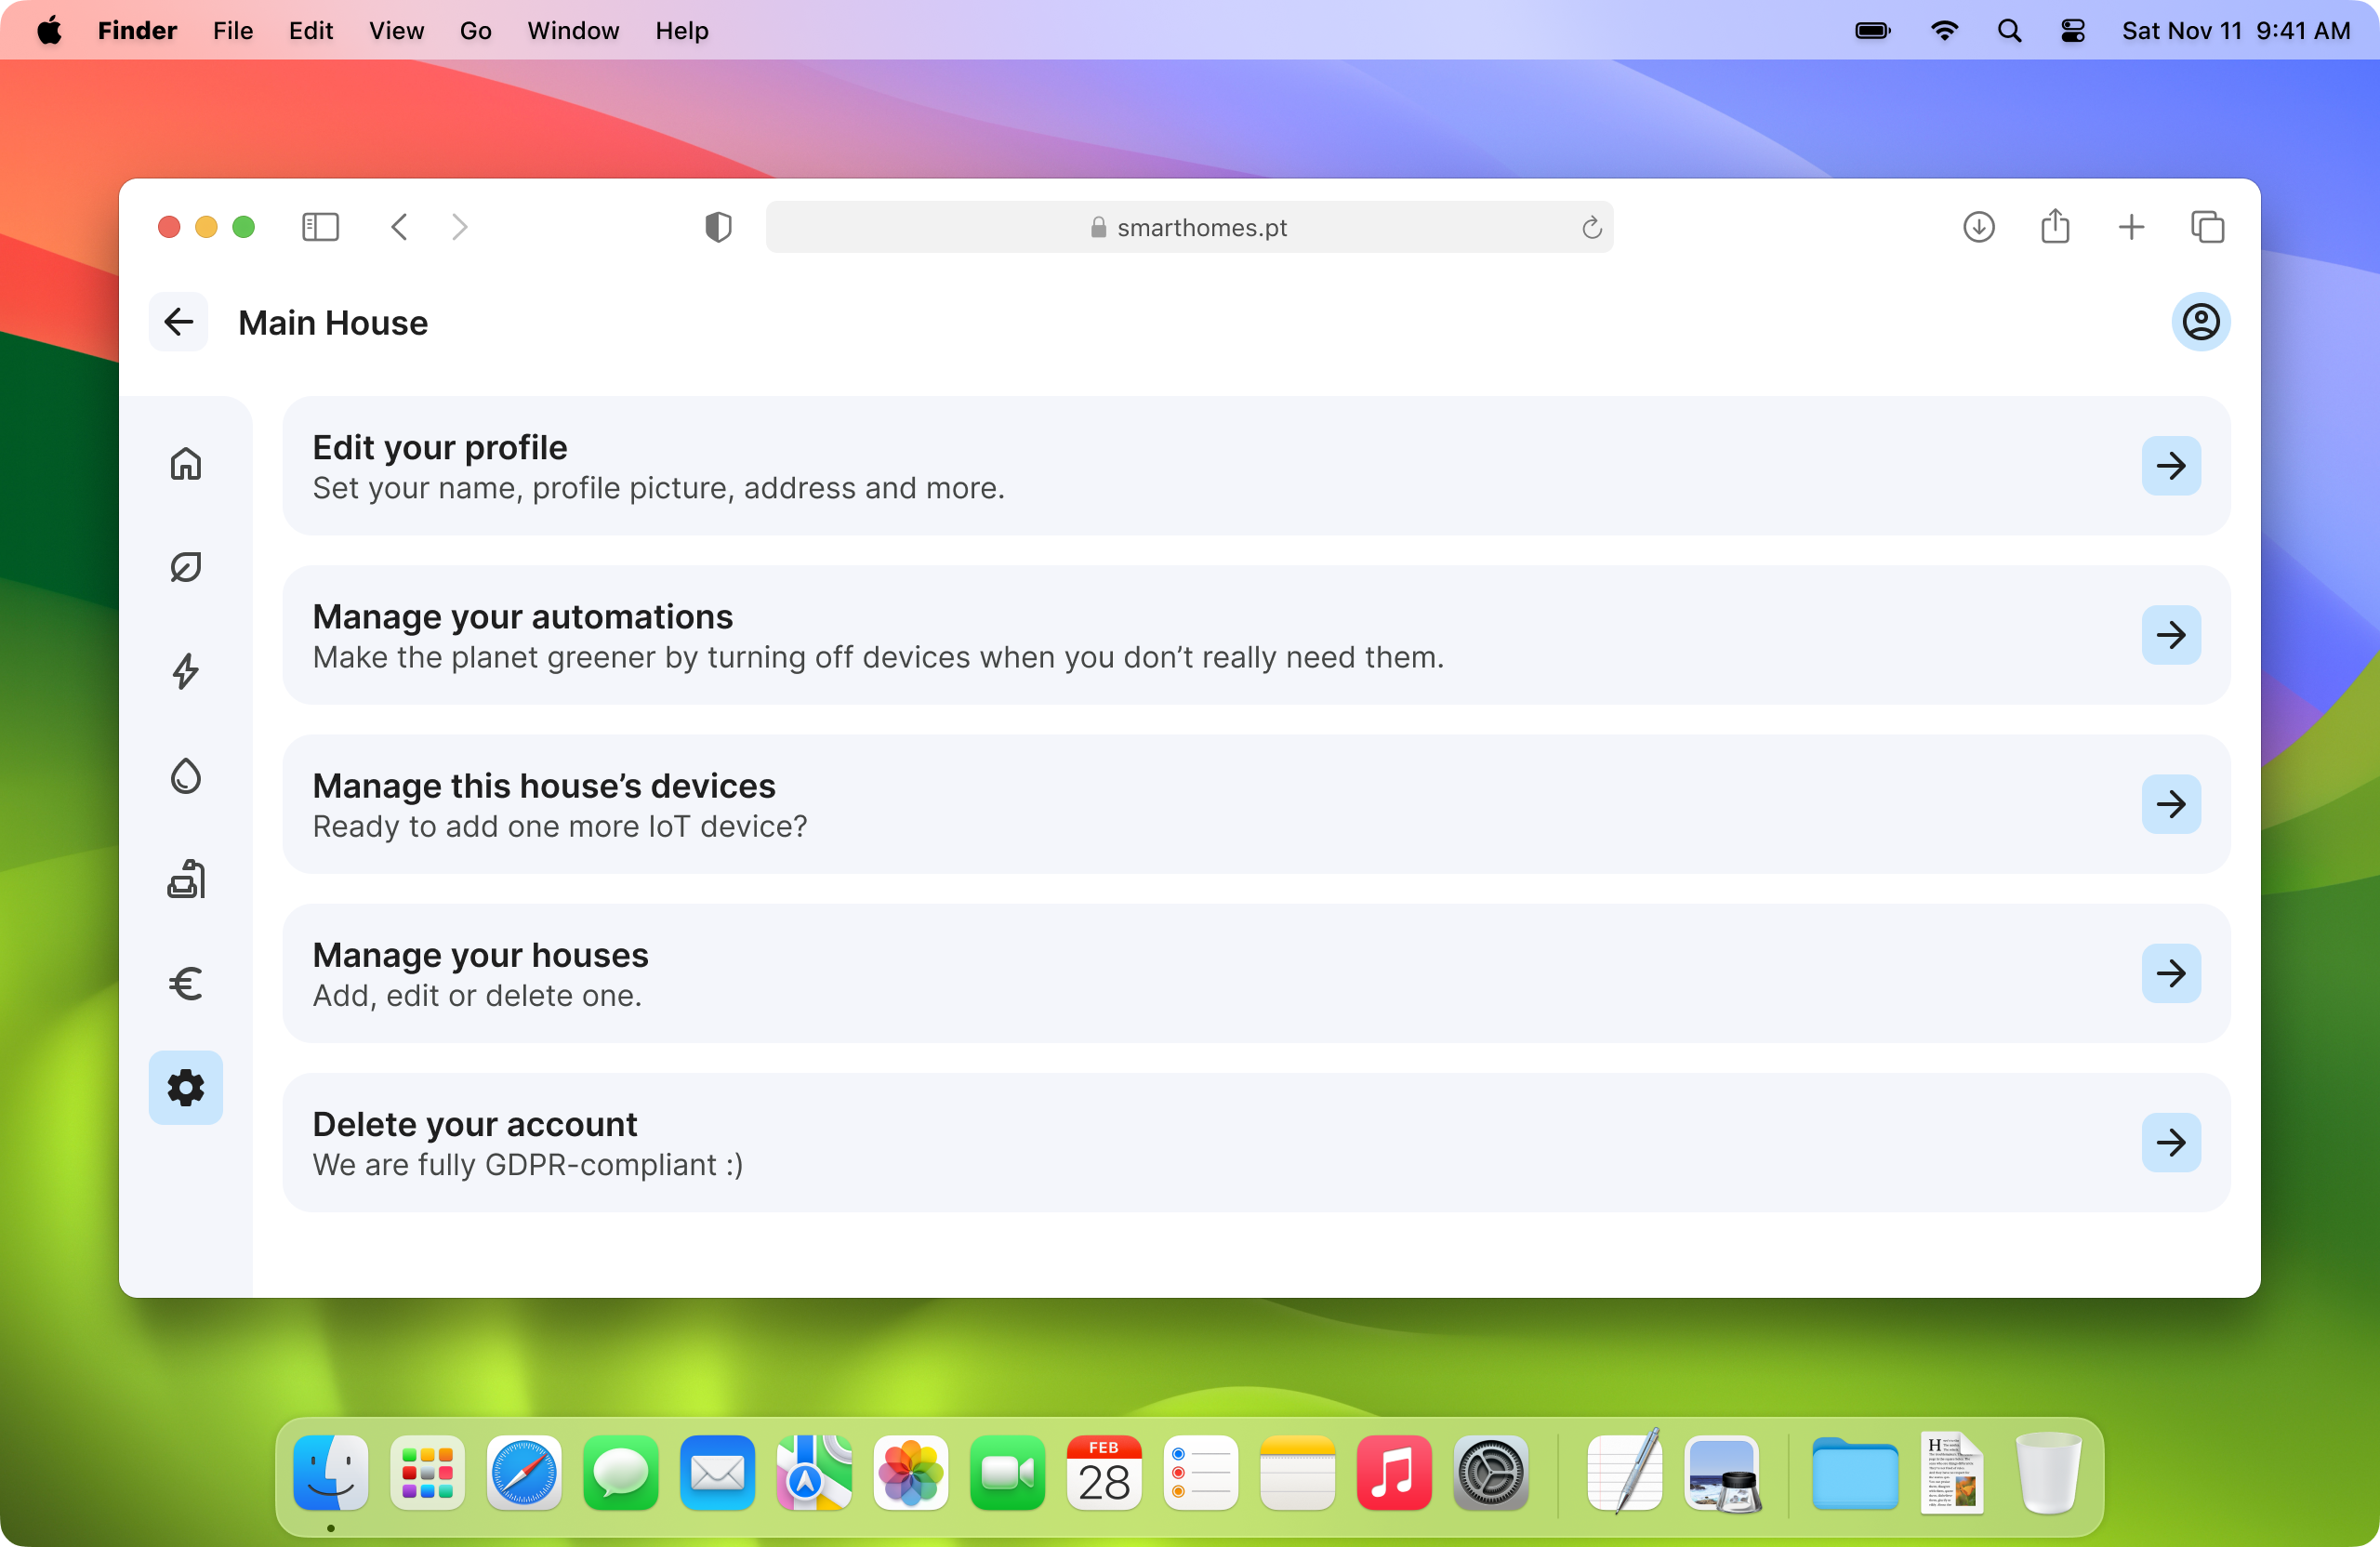 Finder File Edit View Go Window Help Sat Nov 11 9:41 AM
smarthomes.pt
Main House
Edit your profile
Set your name, profile picture, address and more.
Manage your automations
Make the planet greener by turning off devices when you don’t really need them.
Manage this house’s devices
Ready to add one more IoT device?
Manage your houses
Add, edit or delete one.
Delete your account
We are fully GDPR-compliant :)
FEB
28